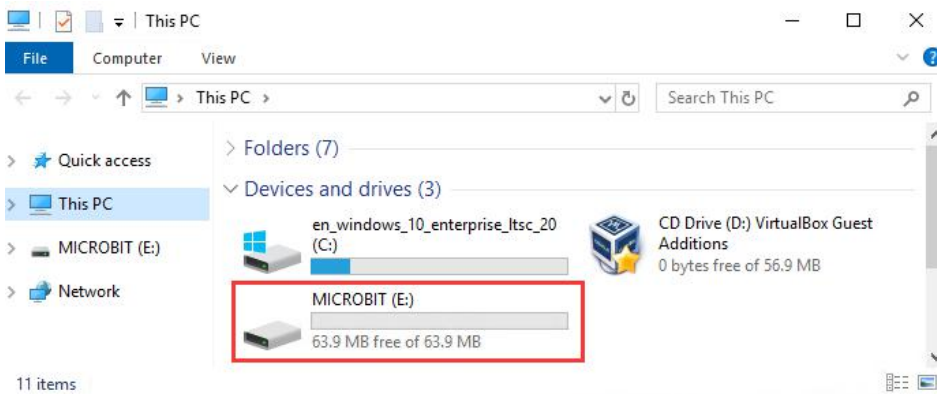 This PC
File Computer View
This PC
Search This PC
Quick access
This PC
MICROBIT (E:)
Network
Folders (7)
Devices and drives (3)
en_windows_10_enterprise_ltsc_20
(C:)
CD Drive (D:) VirtualBox Guest
Additions
0 bytes free of 56.9 MB
MICROBIT (E:)
63.9 MB free of 63.9 MB
11 items